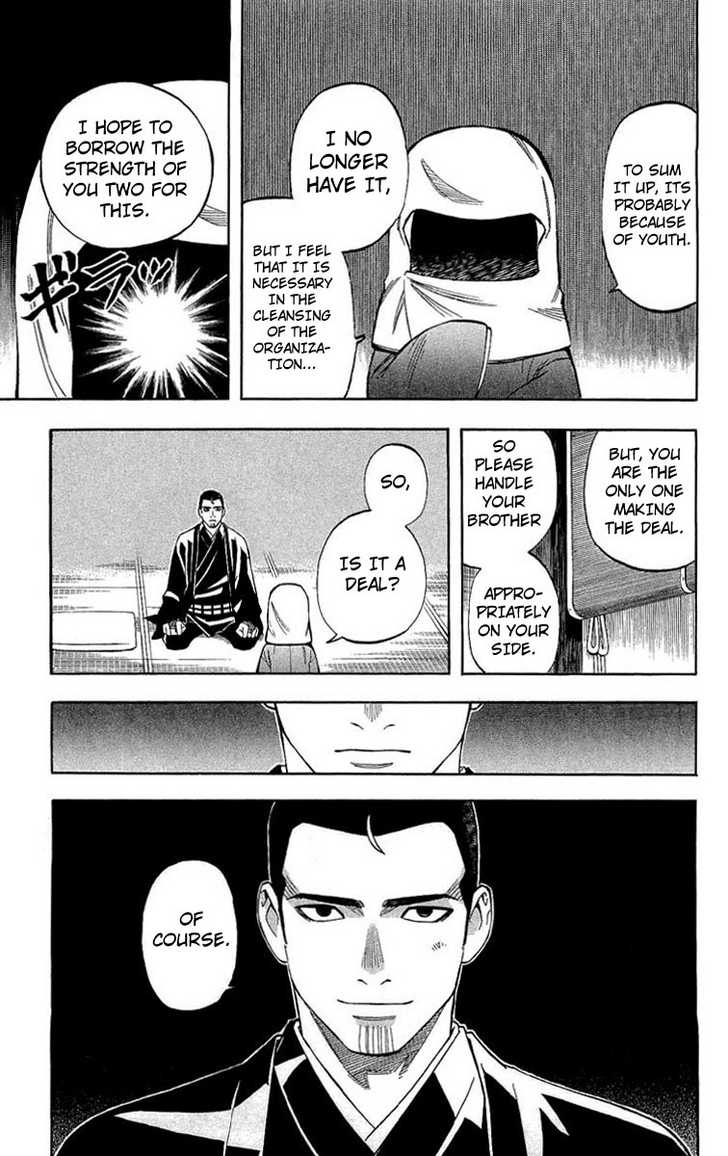 TO SUM
IT UP, ITS
PROBABLY
BECAUSE
OF YOUTH.
I NO
LONGER
HAVE IT,
BUT I FEEL
THAT IT IS
NECESSARY
IN THE
CLEANSING
OF THE
ORGANIZA-
TION...
I HOPE TO
BORROW THE
STRENGTH OF
YOU TWO FOR
THIS.
ギラッ
BUT, YOU
ARE THE
ONLY ONE
MAKING
THE DEAL.
SO
PLEASE
HANDLE
YOUR
BROTHER
APPRO-
PRIATELY
ON YOUR
SIDE.
SO,
IS IT A
DEAL?
OF
COURSE.